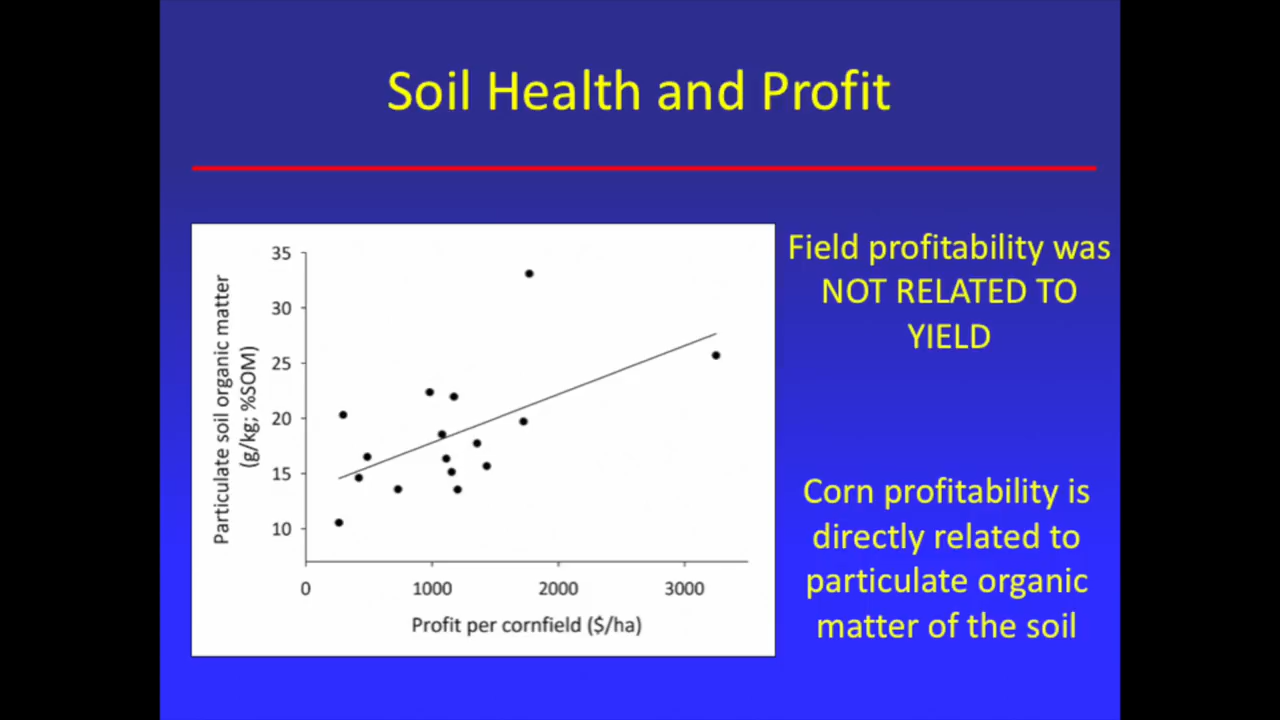 Soil Health and Profit
Field profitability was
NOT RELATED TO
YIELD
Corn profitability is
directly related to
particulate organic
matter of the soil
Particulate soil organic matter
(g/kg; %SOM)
35
30
25
20
15
10
0
1000
2000
3000
Profit per cornfield ($/ha)